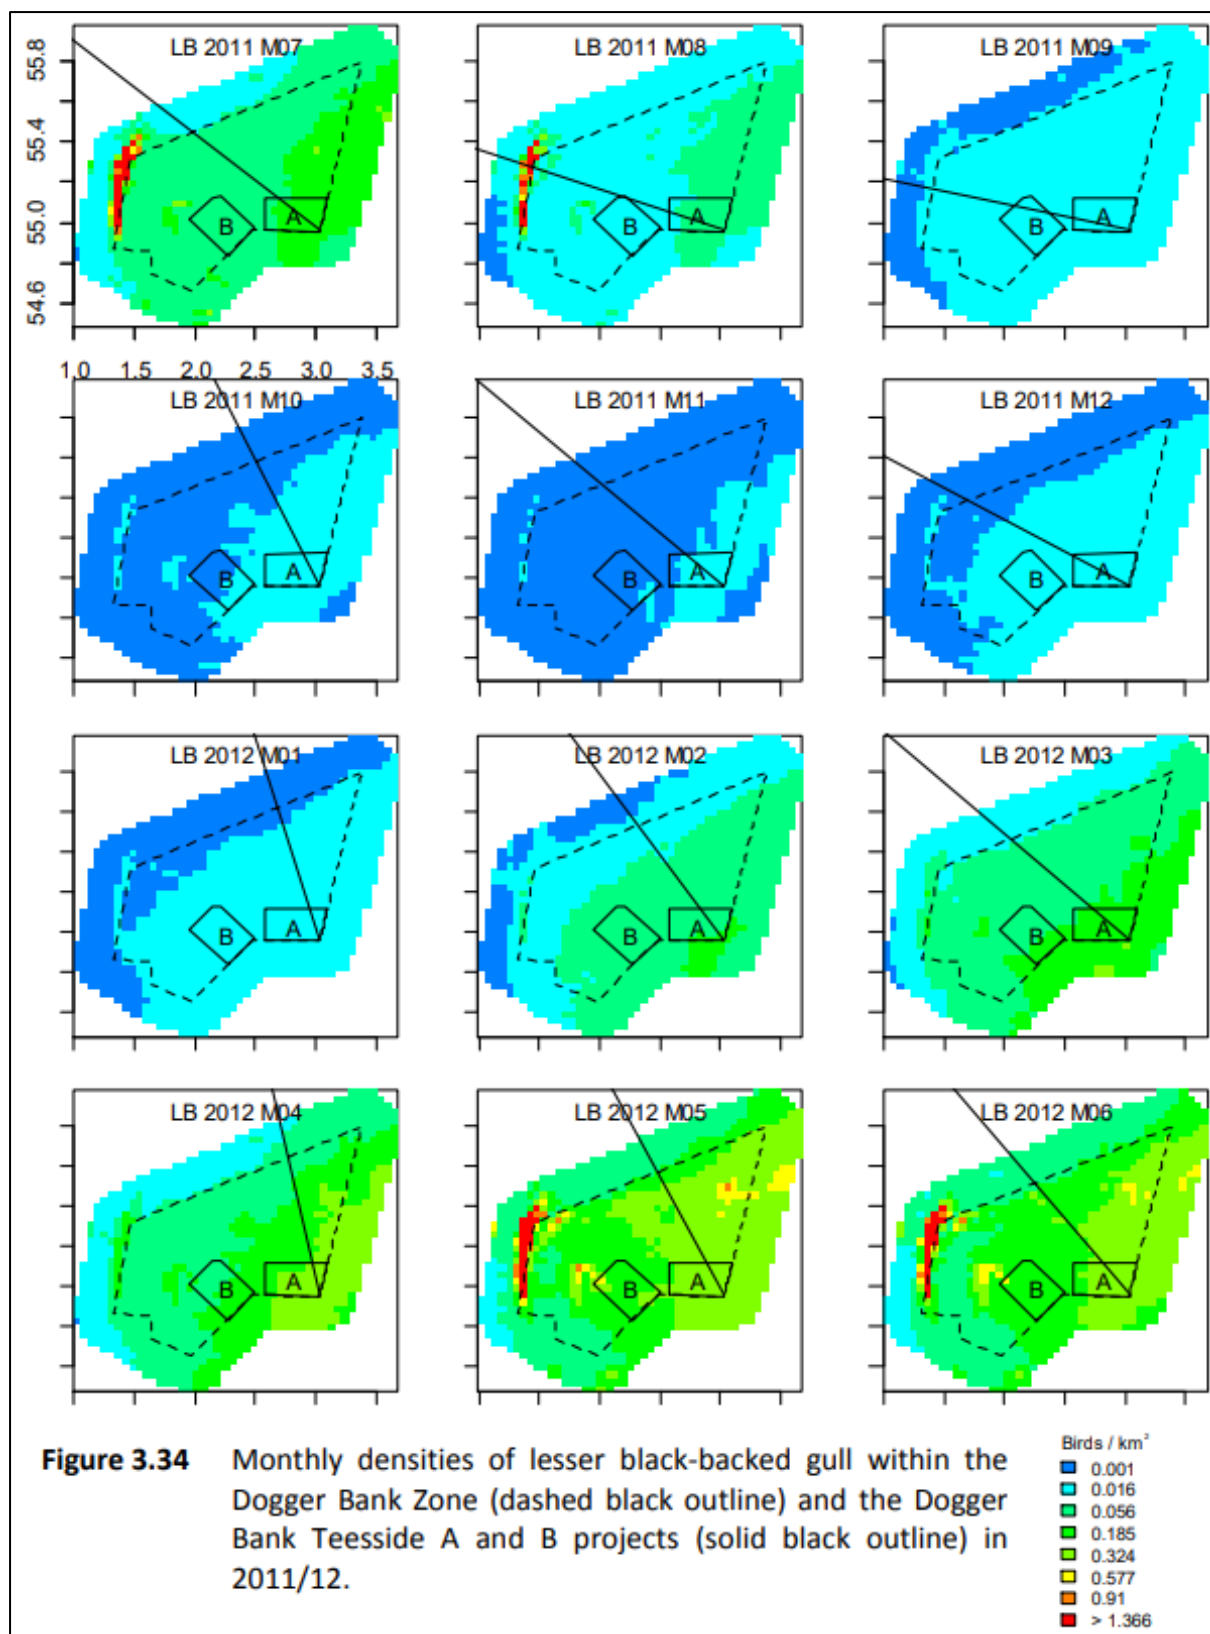 LB 2011 M07
LB 2011 M08
LB 2011 M09
55.8
55.4
55.0
54.6
B
A
B
A
B
A
1.0 1.5 2.0 2.5 3.0 3.5
LB 2011 M10
LB 2011 M11
LB 2011 M12
B
A
B
A
B
A
LB 2012 M01
LB 2012 M02
LB 2012 M03
B
A
B
A
B
A
LB 2012 M04
LB 2012 M05
LB 2012 M06
B
A
B
A
B
A
Figure 3.34 Monthly densities of lesser black-backed gull within the
Dogger Bank Zone (dashed black outline) and the Dogger
Bank Teesside A and B projects (solid black outline) in
2011/12.
Birds / km²
0.001
0.016
0.056
0.185
0.324
0.577
0.91
> 1.366